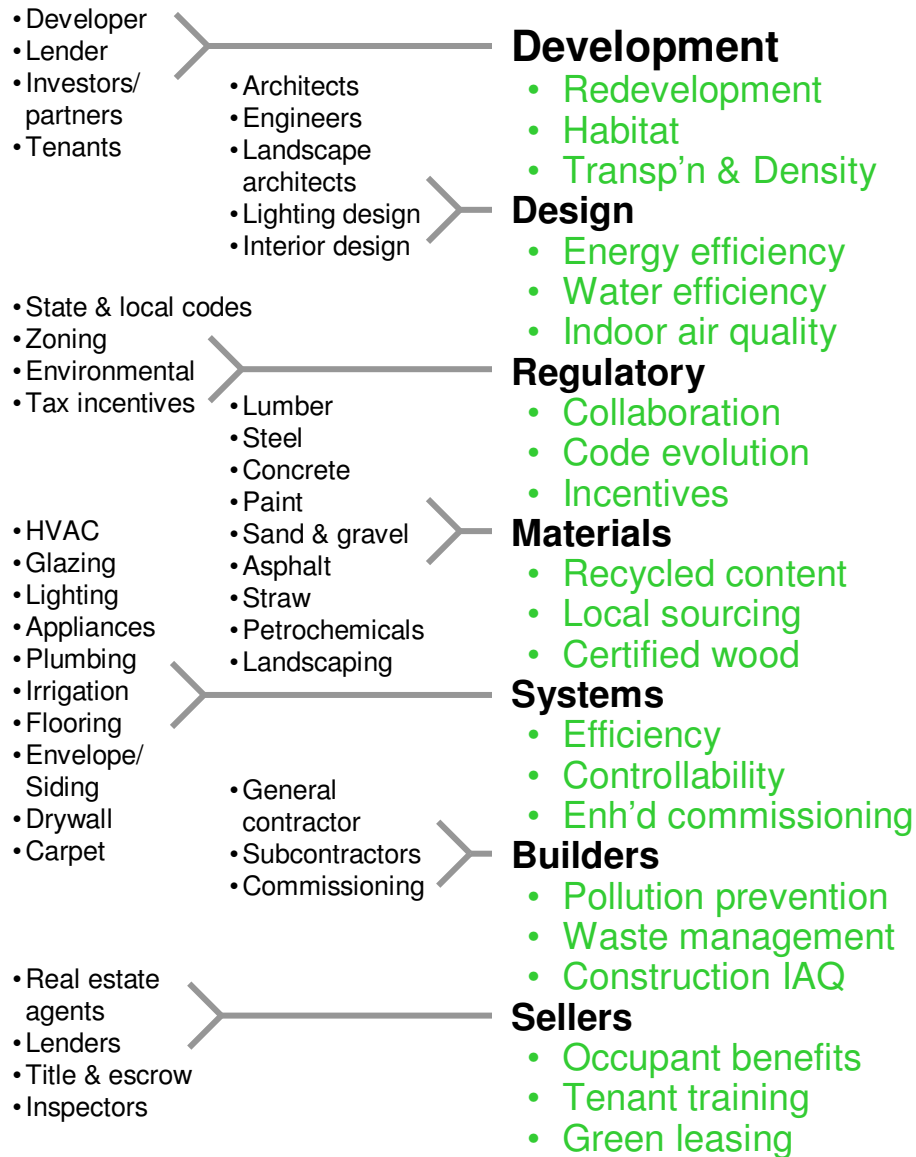 • Developer
• Lender
• Investors/
partners
• Tenants
Development
• Redevelopment
• Habitat
• Transp'n & Density
• Architects
• Engineers
• Landscape
architects
• Lighting design
• Interior design
Design
• Energy efficiency
• Water efficiency
• Indoor air quality
• State & local codes
• Zoning
• Environmental
• Tax incentives
Regulatory
• Collaboration
• Code evolution
• Incentives
• Lumber
• Steel
• Concrete
• Paint
• Sand & gravel
• Asphalt
• Straw
• Petrochemicals
• Landscaping
Materials
• Recycled content
• Local sourcing
• Certified wood
• HVAC
• Glazing
• Lighting
• Appliances
• Plumbing
• Irrigation
• Flooring
• Envelope/
Siding
• Drywall
• Carpet
Systems
• Efficiency
• Controllability
• Enh'd commissioning
• General
contractor
• Subcontractors
• Commissioning
Builders
• Pollution prevention
• Waste management
• Construction IAQ
• Real estate
agents
• Lenders
• Title & escrow
• Inspectors
Sellers
• Occupant benefits
• Tenant training
• Green leasing